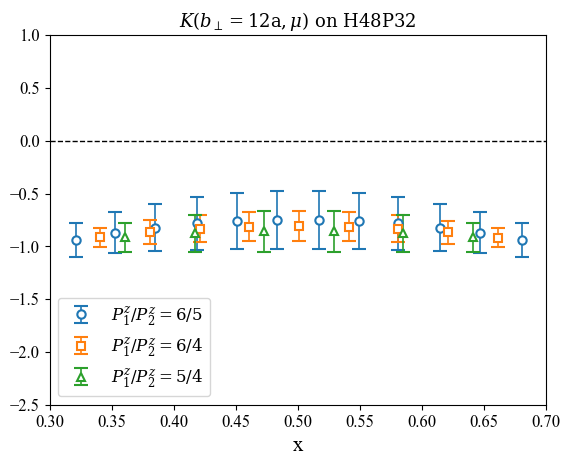 K(b⊥ = 12a, μ) on H48P32
1.0
0.5
0.0
−0.5
−1.0
−1.5
−2.0
−2.5
P₁ᶻ/P₂ᶻ = 6/5
P₁ᶻ/P₂ᶻ = 6/4
P₁ᶻ/P₂ᶻ = 5/4
0.30 0.35 0.40 0.45 0.50 0.55 0.60 0.65 0.70
x